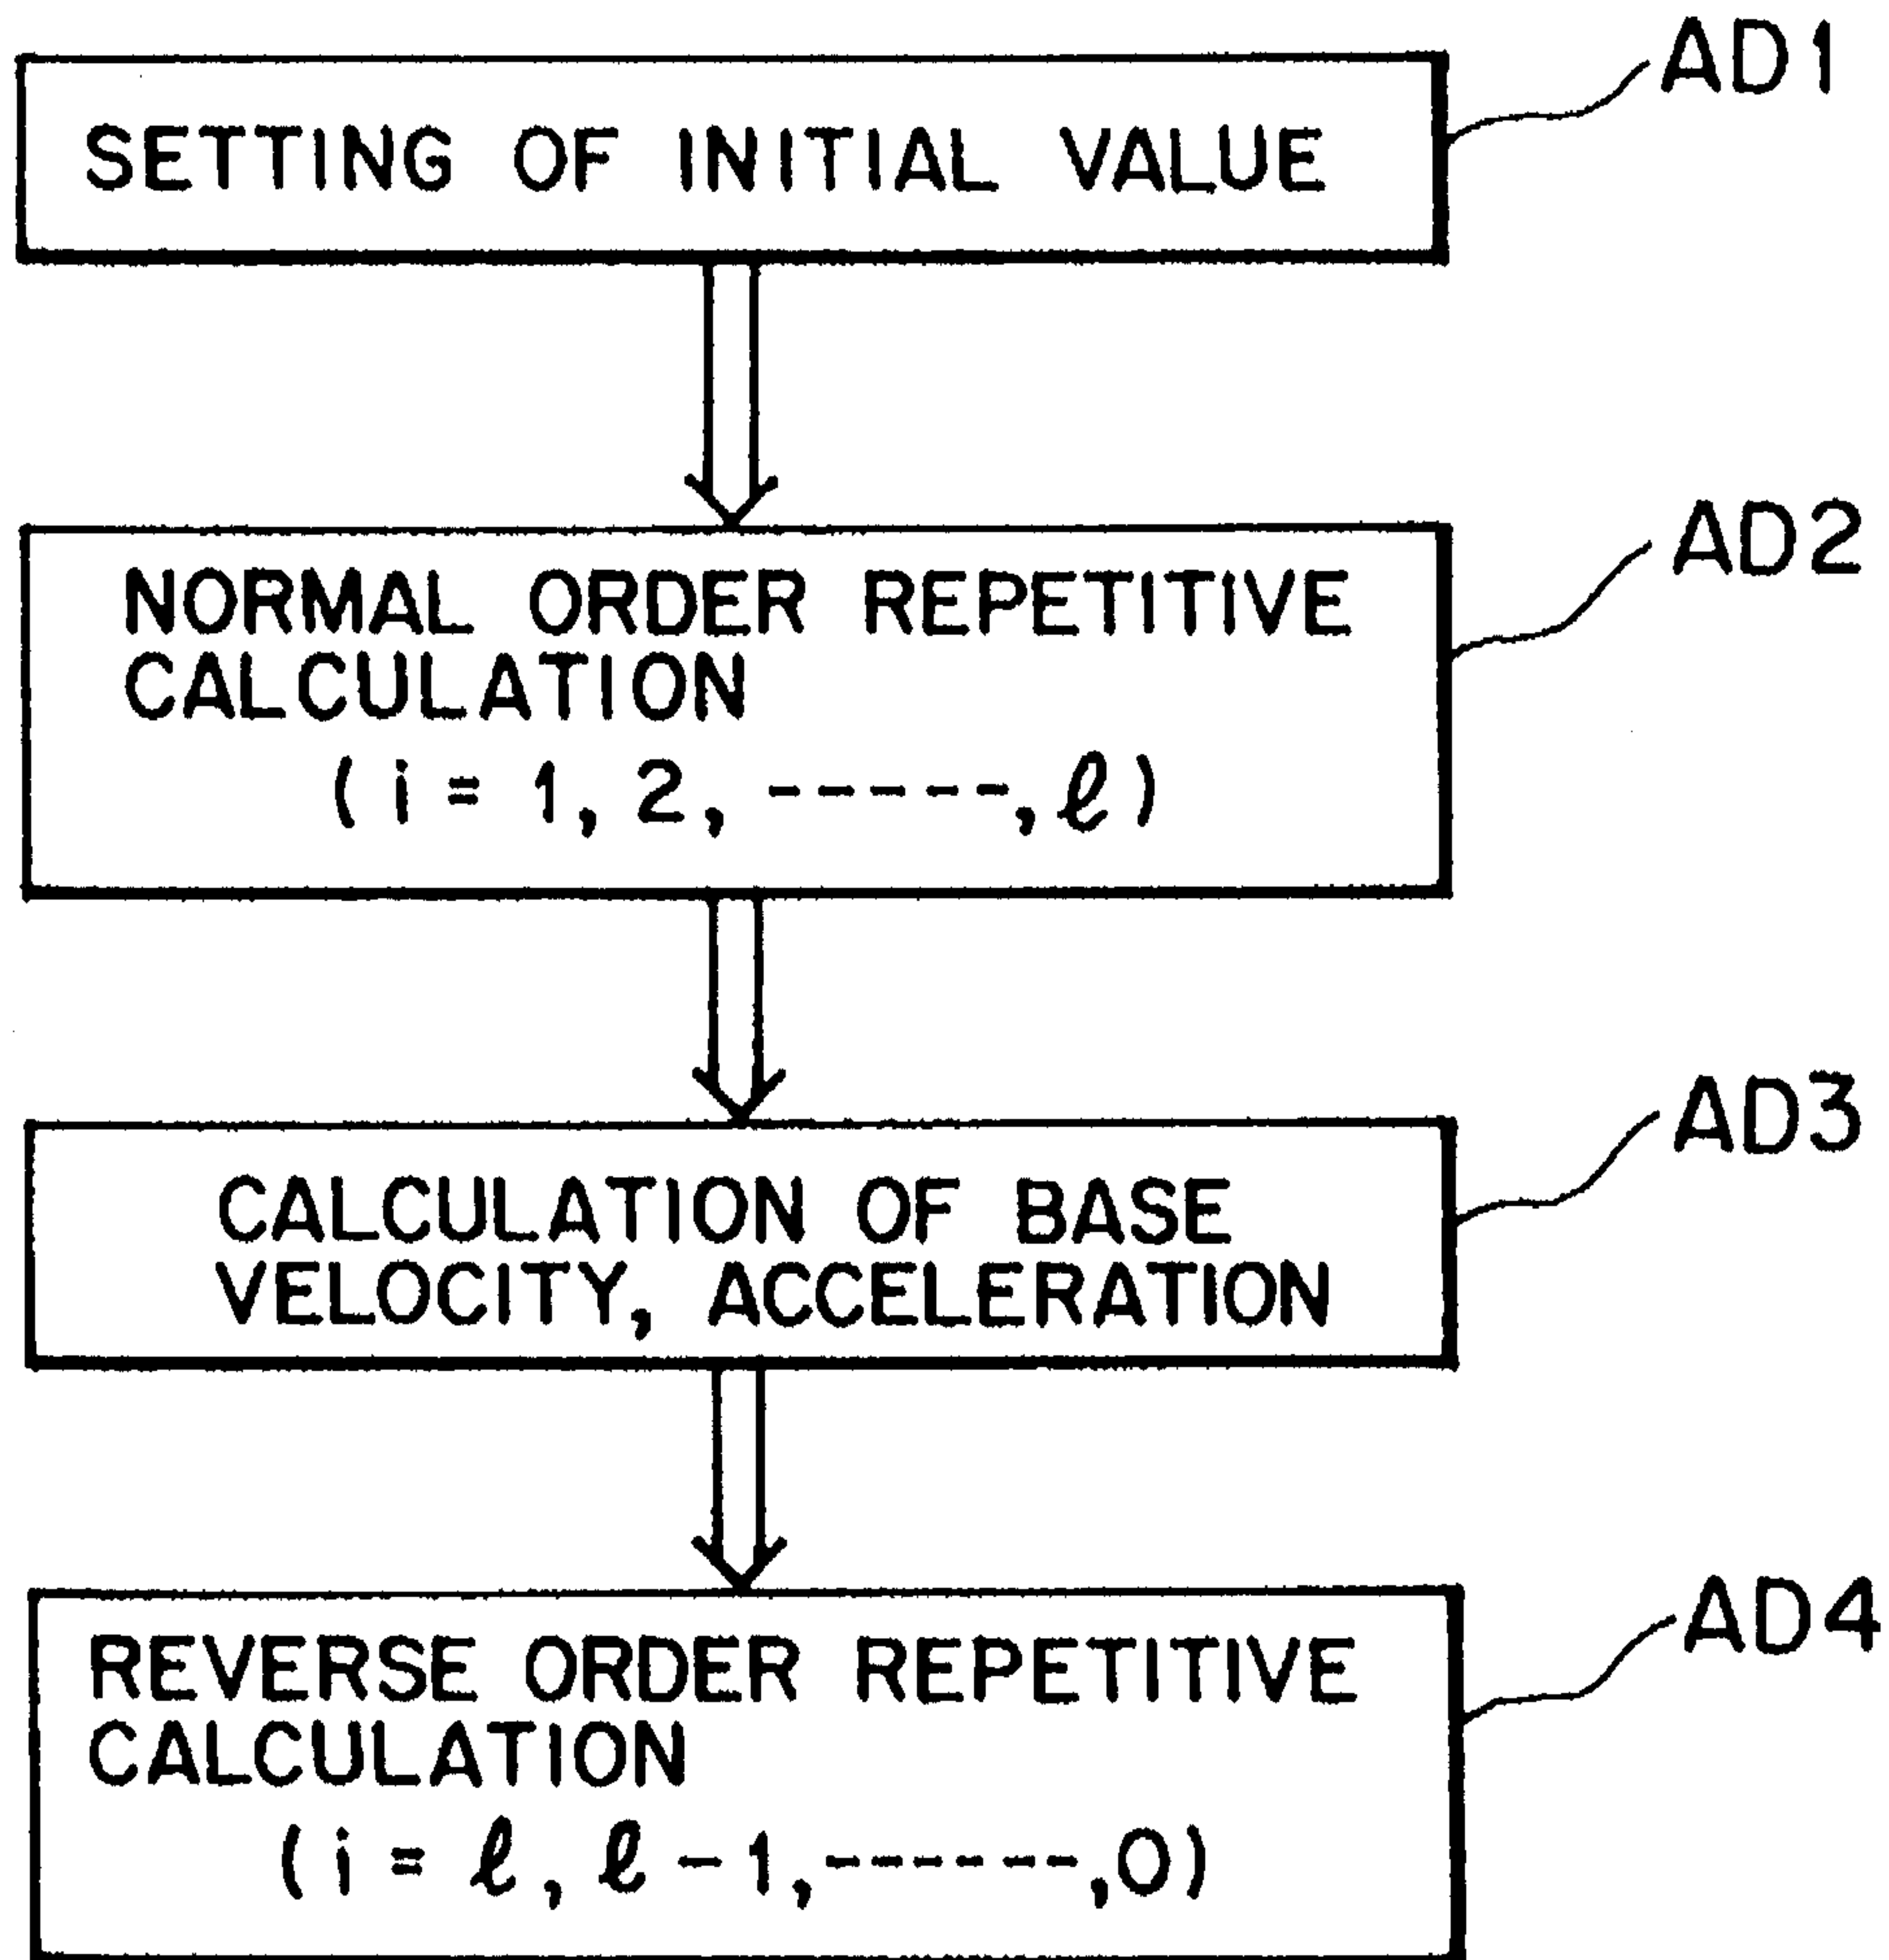 AD1
SETTING OF INITIAL VALUE
AD2
NORMAL ORDER REPETITIVE
CALCULATION
( i = 1, 2, -----, ℓ )
AD3
CALCULATION OF BASE
VELOCITY, ACCELERATION
AD4
REVERSE ORDER REPETITIVE
CALCULATION
( i = ℓ, ℓ - 1, ------, 0)